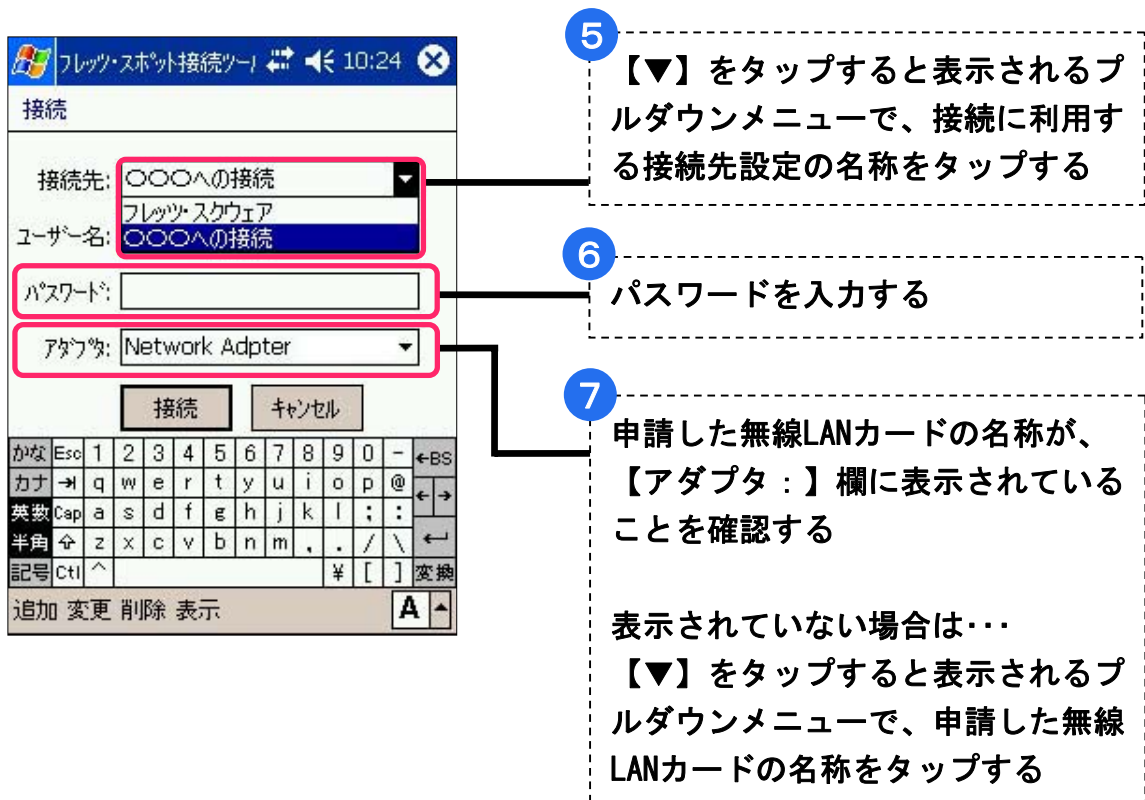 フレッツ・スポット接続ツール 10:24
接続
接続先: 〇〇〇への接続
フレッツ・スクウェア
ユーザー名: 〇〇〇への接続
パスワード:
アダプタ: Network Adpter
接続 キャンセル
かな Esc 1 2 3 4 5 6 7 8 9 0 - ←BS
カナ →| q w e r t y u i o p @
英数 Cap a s d f g h j k l ; : ← →
半角 ⇧ z x c v b n m , . / \ ↵
記号 Ctl ^ ¥ [ ] 変換
追加 変更 削除 表示 A
5
【▼】をタップすると表示されるプ
ルダウンメニューで、接続に利用す
る接続先設定の名称をタップする
6
パスワードを入力する
7
申請した無線LANカードの名称が、
【アダプタ：】欄に表示されている
ことを確認する
表示されていない場合は・・・
【▼】をタップすると表示されるプ
ルダウンメニューで、申請した無線
LANカードの名称をタップする